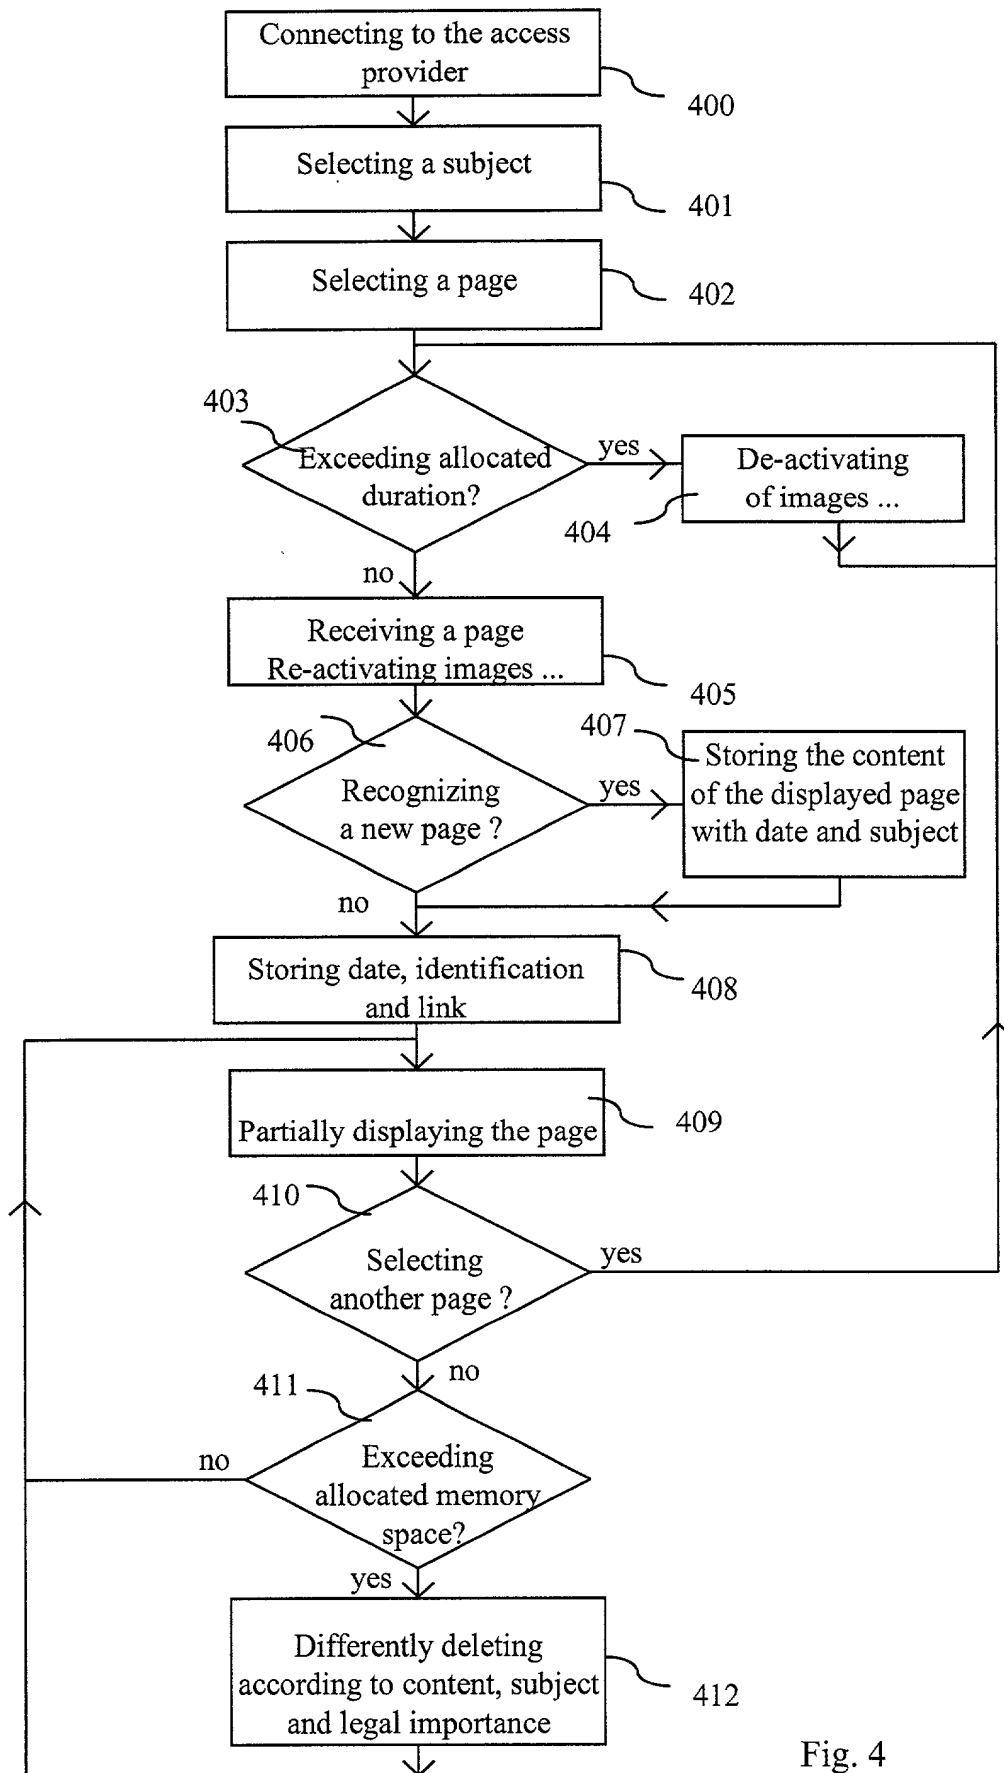 Connecting to the access
provider
400
Selecting a subject
401
Selecting a page
402
403
Exceeding allocated
duration?
yes
De-activating
of images ...
404
no
Receiving a page
Re-activating images ...
405
406
Recognizing
a new page ?
yes
407
Storing the content
of the displayed page
with date and subject
no
Storing date, identification
and link
408
Partially displaying the page
409
410
Selecting
another page ?
yes
no
411
Exceeding
allocated memory
space?
no
yes
Differently deleting
according to content, subject
and legal importance
412
Fig. 4